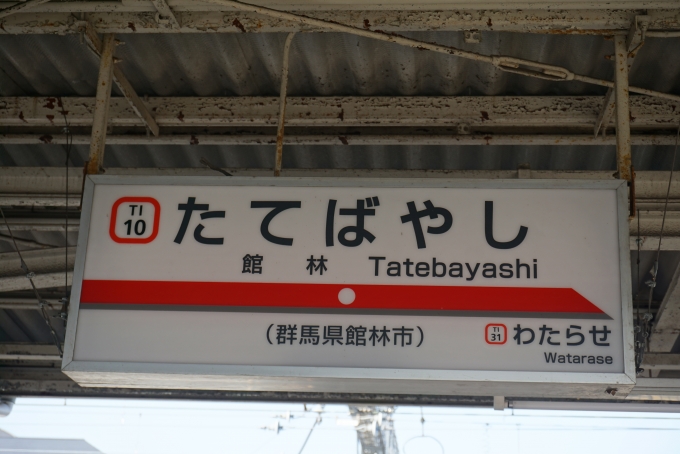 TI
10
たてばやし
館林 Tatebayashi
(群馬県館林市)
TI
31
わたらせ
Watarase